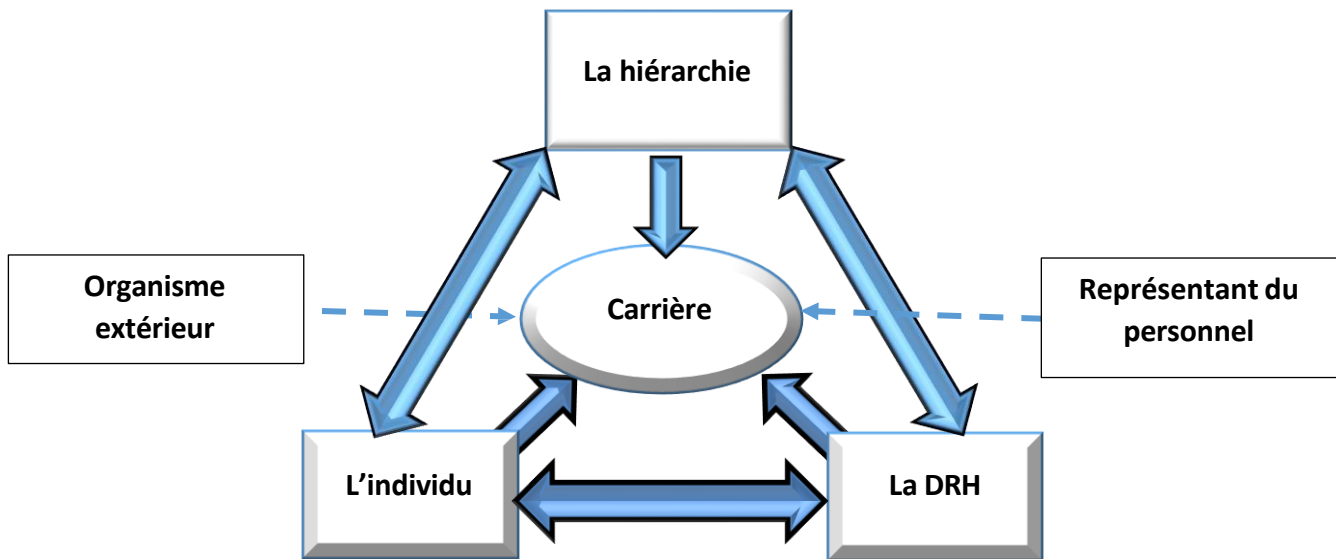 La hiérarchie
Organisme
extérieur
Carrière
Représentant du
personnel
L’individu
La DRH